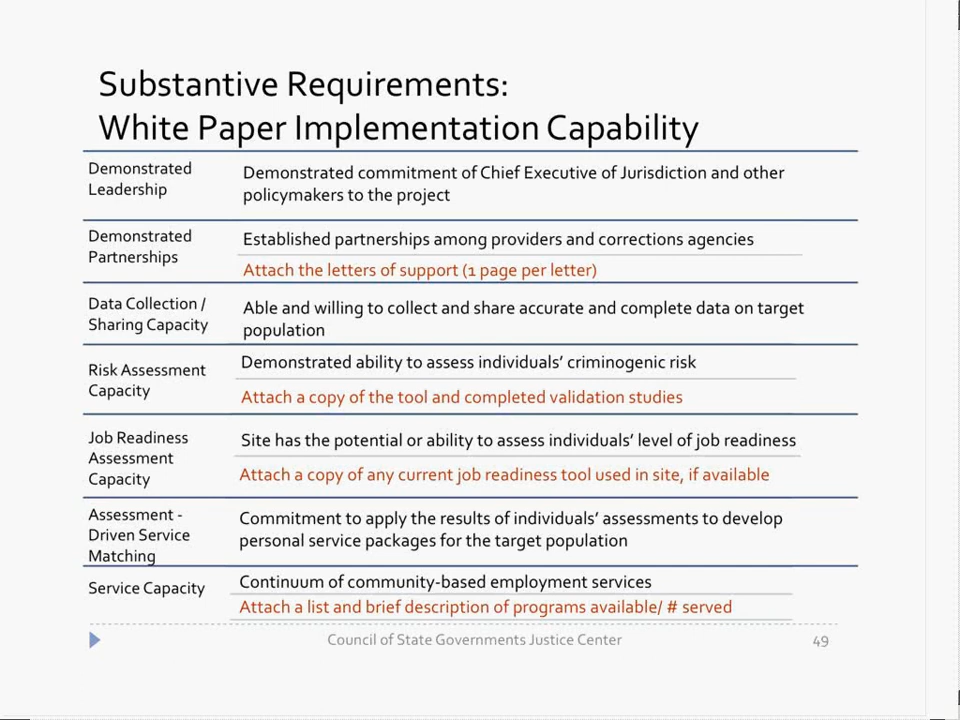 Substantive Requirements:
White Paper Implementation Capability
Demonstrated
Leadership
Demonstrated commitment of Chief Executive of Jurisdiction and other
policymakers to the project
Demonstrated
Partnerships
Established partnerships among providers and corrections agencies
Attach the letters of support (1 page per letter)
Data Collection /
Sharing Capacity
Able and willing to collect and share accurate and complete data on target
population
Risk Assessment
Capacity
Demonstrated ability to assess individuals’ criminogenic risk
Attach a copy of the tool and completed validation studies
Job Readiness
Assessment
Capacity
Site has the potential or ability to assess individuals’ level of job readiness
Attach a copy of any current job readiness tool used in site, if available
Assessment -
Driven Service
Matching
Commitment to apply the results of individuals’ assessments to develop
personal service packages for the target population
Service Capacity
Continuum of community-based employment services
Attach a list and brief description of programs available/ # served
Council of State Governments Justice Center
49